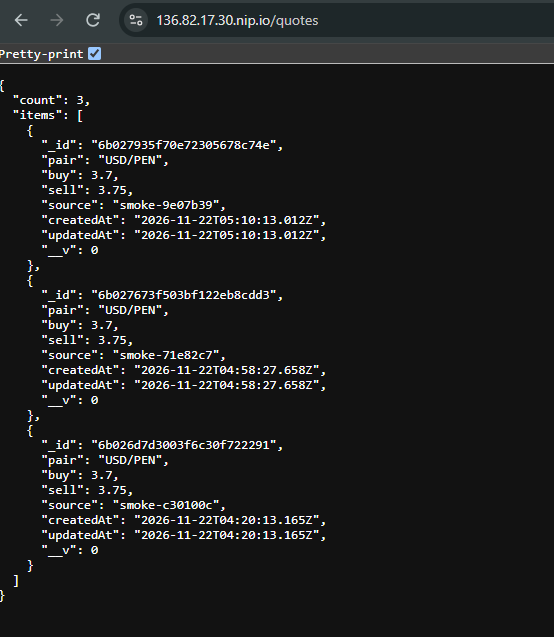 136.82.17.30.nip.io/quotes
Pretty-print
{
  "count": 3,
  "items": [
    {
      "_id": "6b027935f70e72305678c74e",
      "pair": "USD/PEN",
      "buy": 3.7,
      "sell": 3.75,
      "source": "smoke-9e07b39",
      "createdAt": "2026-11-22T05:10:13.012Z",
      "updatedAt": "2026-11-22T05:10:13.012Z",
      "__v": 0
    },
    {
      "_id": "6b027673f503bf122eb8cdd3",
      "pair": "USD/PEN",
      "buy": 3.7,
      "sell": 3.75,
      "source": "smoke-71e82c7",
      "createdAt": "2026-11-22T04:58:27.658Z",
      "updatedAt": "2026-11-22T04:58:27.658Z",
      "__v": 0
    },
    {
      "_id": "6b026d7d3003f6c30f722291",
      "pair": "USD/PEN",
      "buy": 3.7,
      "sell": 3.75,
      "source": "smoke-c30100c",
      "createdAt": "2026-11-22T04:20:13.165Z",
      "updatedAt": "2026-11-22T04:20:13.165Z",
      "__v": 0
    }
  ]
}